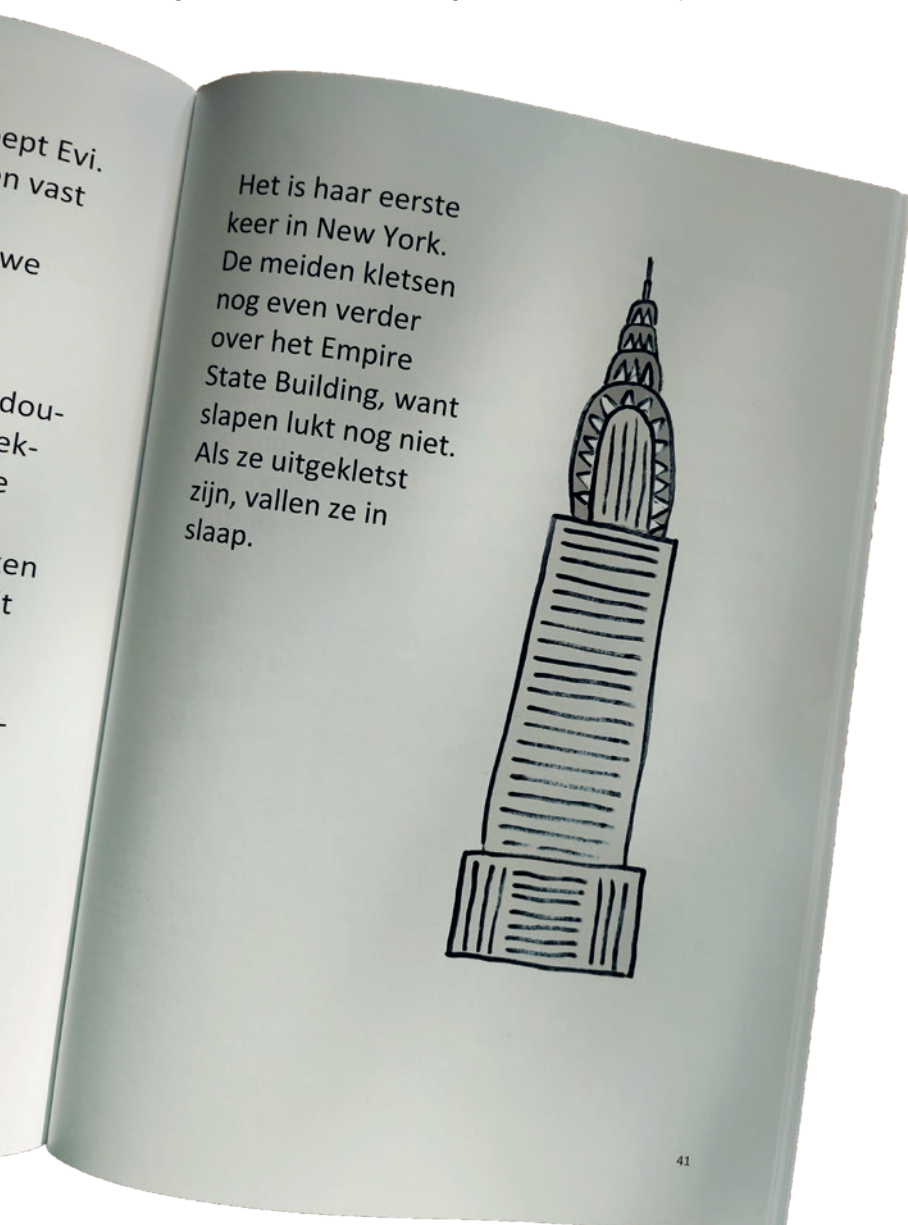 ept Evi.
n vast
we
dou-
ek-
e
en
t
-
Het is haar eerste
keer in New York.
De meiden kletsen
nog even verder
over het Empire
State Building, want
slapen lukt nog niet.
Als ze uitgekletst
zijn, vallen ze in
slaap.
41